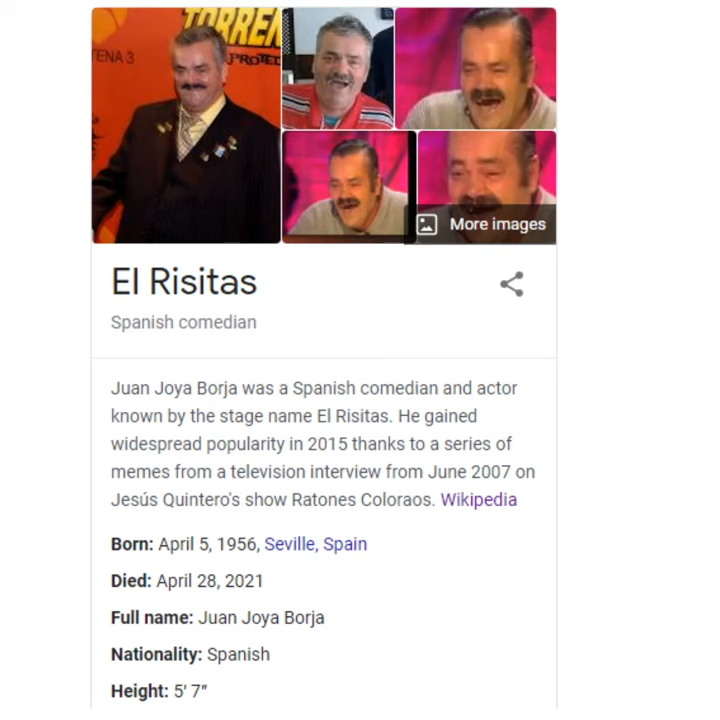 TORREN
TENA 3
PROTEG
More images
El Risitas
Spanish comedian
Juan Joya Borja was a Spanish comedian and actor
known by the stage name El Risitas. He gained
widespread popularity in 2015 thanks to a series of
memes from a television interview from June 2007 on
Jesús Quintero's show Ratones Coloraos. Wikipedia
Born: April 5, 1956, Seville, Spain
Died: April 28, 2021
Full name: Juan Joya Borja
Nationality: Spanish
Height: 5′ 7″